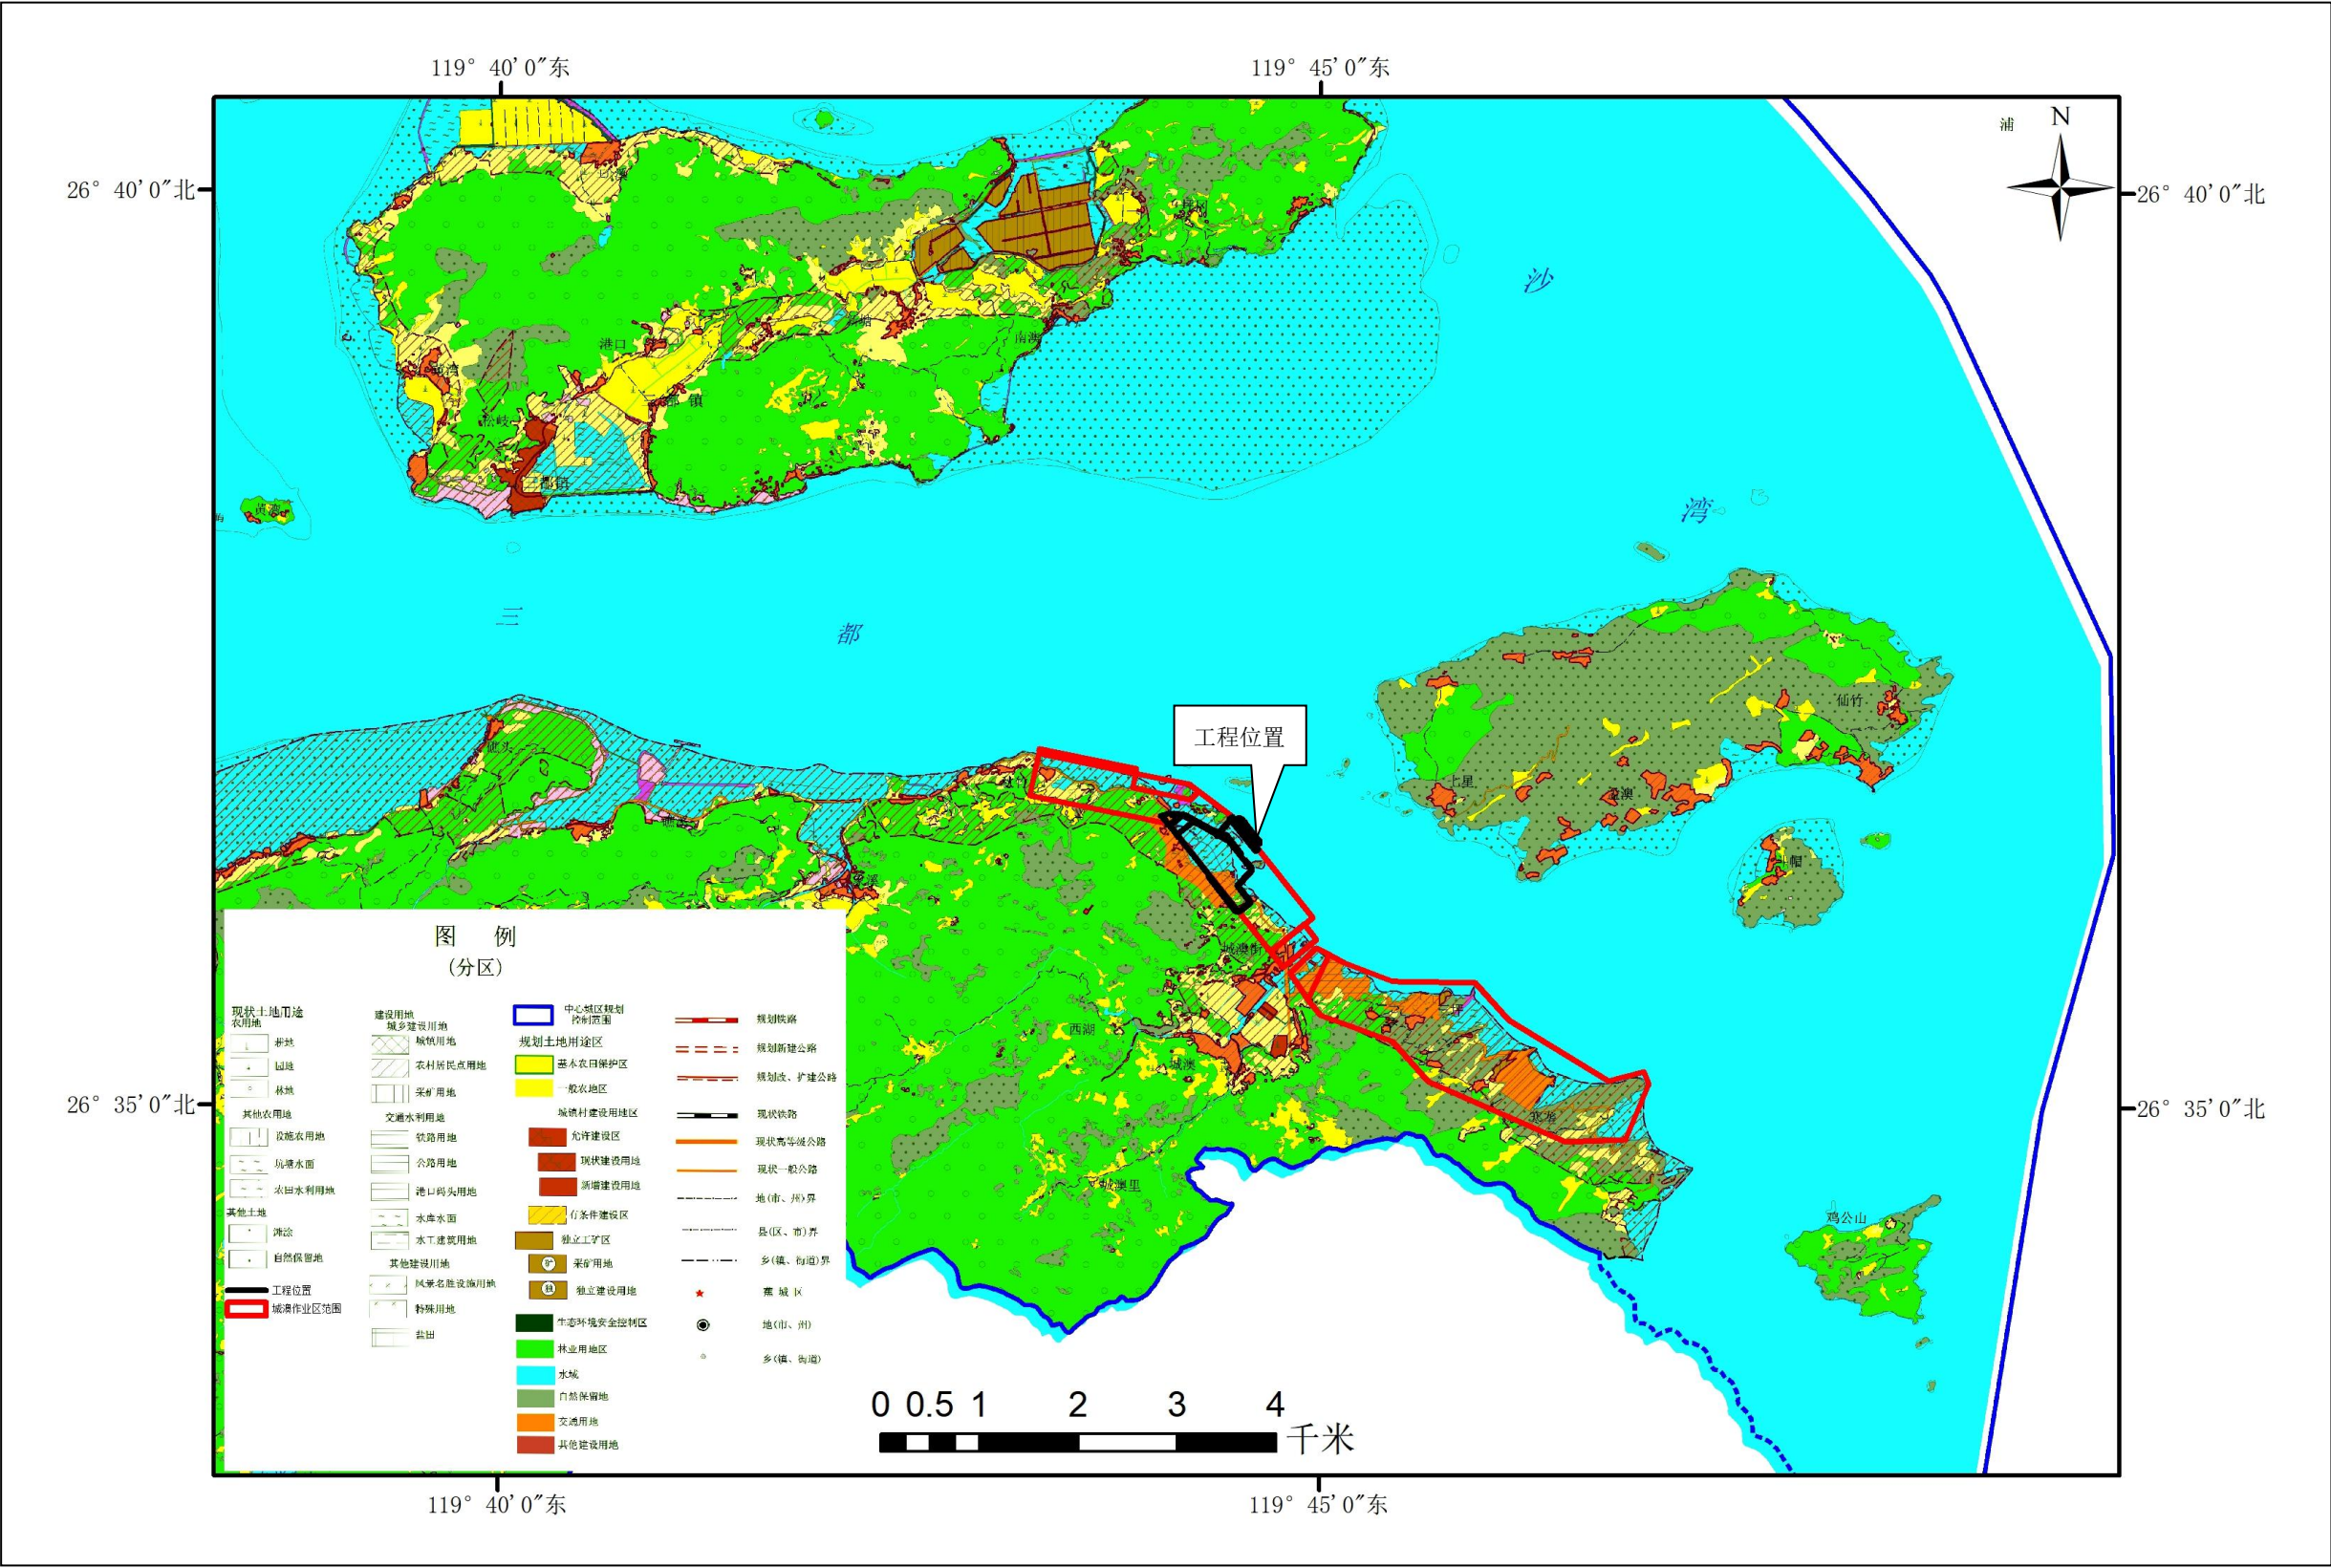 119° 40′0″东
119° 45′0″东
浦
N
26° 40′0″北
26° 40′0″北
沙
港口
南澳
三都镇
松岐
湾
三
都
礁头
工程位置
仙竹
七星
城澳街
西湖
城澳
城澳里
鸡公山
26° 35′0″北
26° 35′0″北
图 例
(分区)
现状土地用途
农用地
耕地
园地
林地
其他农用地
设施农用地
坑塘水面
农田水利用地
其他土地
滩涂
自然保留地
工程位置
城澳作业区范围
建设用地
城乡建设用地
城镇用地
农村居民点用地
采矿用地
交通水利用地
铁路用地
公路用地
港口码头用地
水库水面
水工建筑用地
其他建设用地
风景名胜设施用地
特殊用地
盐田
中心城区规划
控制范围
规划土地用途区
基本农田保护区
一般农地区
城镇村建设用地区
允许建设区
现状建设用地
新增建设用地
有条件建设区
独立工矿区
采矿用地
独立建设用地
生态环境安全控制区
林业用地区
水域
自然保留地
交通用地
其他建设用地
规划铁路
规划新建公路
规划改、扩建公路
现状铁路
现状高等级公路
现状一般公路
地(市、州)界
县(区、市)界
乡(镇、街道)界
蕉城区
地(市、州)
乡(镇、街道)
0 0.5 1 2 3 4
千米
119° 40′0″东
119° 45′0″东